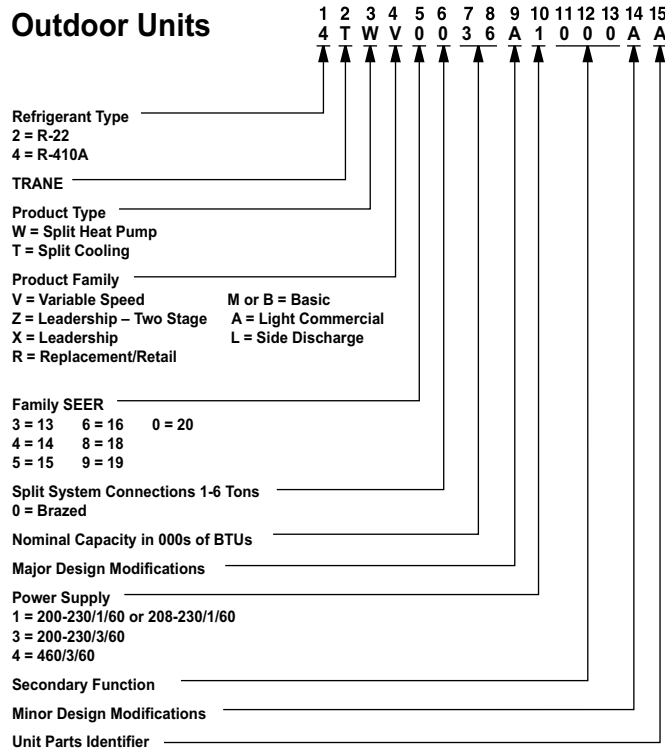 Outdoor Units
1 2 3 4 5 6 7 8 9 10 11 12 13 14 15
4 T W V 0 0 3 6 A 1 0 0 0 A A
Refrigerant Type
2 = R-22
4 = R-410A
TRANE
Product Type
W = Split Heat Pump
T = Split Cooling
Product Family
V = Variable Speed M or B = Basic
Z = Leadership – Two Stage A = Light Commercial
X = Leadership L = Side Discharge
R = Replacement/Retail
Family SEER
3 = 13 6 = 16 0 = 20
4 = 14 8 = 18
5 = 15 9 = 19
Split System Connections 1-6 Tons
0 = Brazed
Nominal Capacity in 000s of BTUs
Major Design Modifications
Power Supply
1 = 200-230/1/60 or 208-230/1/60
3 = 200-230/3/60
4 = 460/3/60
Secondary Function
Minor Design Modifications
Unit Parts Identifier